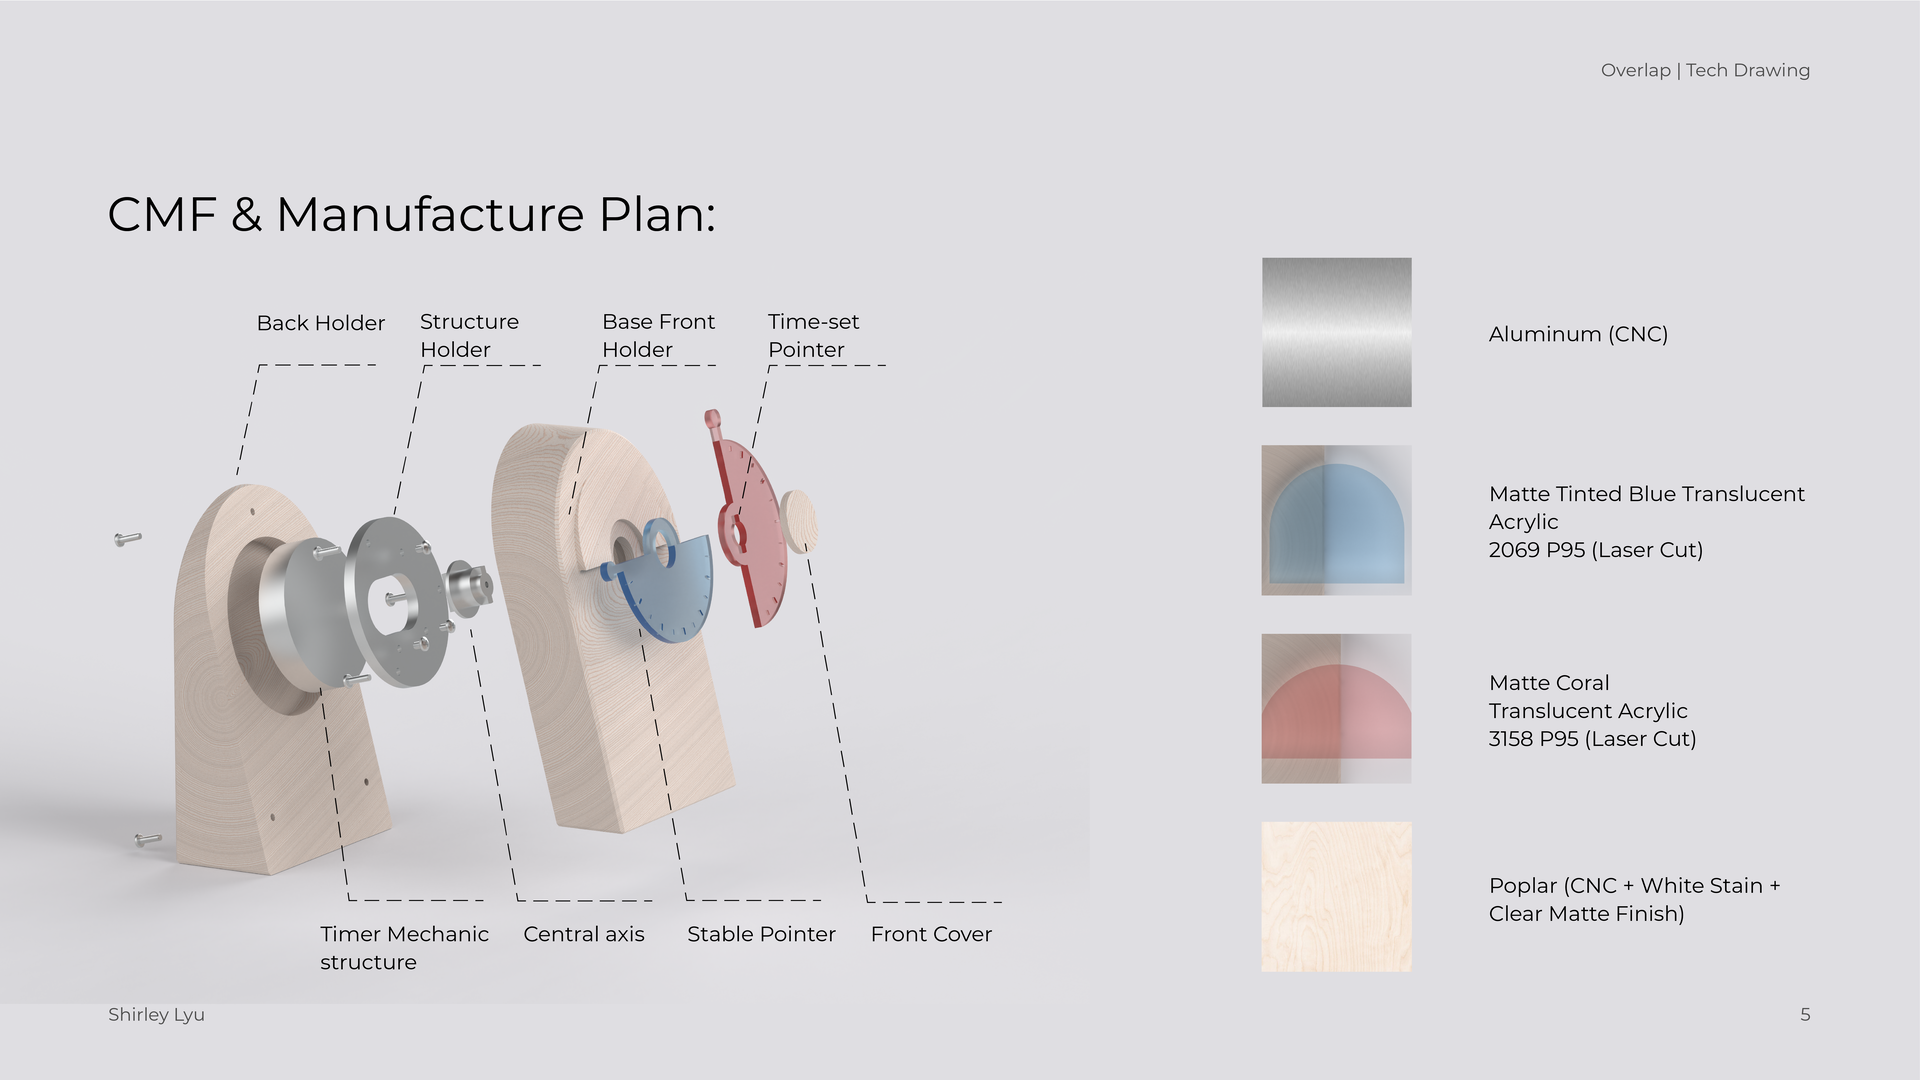 Overlap | Tech Drawing
CMF & Manufacture Plan:
Back Holder
Structure
Holder
Base Front
Holder
Time-set
Pointer
Timer Mechanic
structure
Central axis
Stable Pointer
Front Cover
Aluminum (CNC)
Matte Tinted Blue Translucent
Acrylic
2069 P95 (Laser Cut)
Matte Coral
Translucent Acrylic
3158 P95 (Laser Cut)
Poplar (CNC + White Stain +
Clear Matte Finish)
Shirley Lyu
5